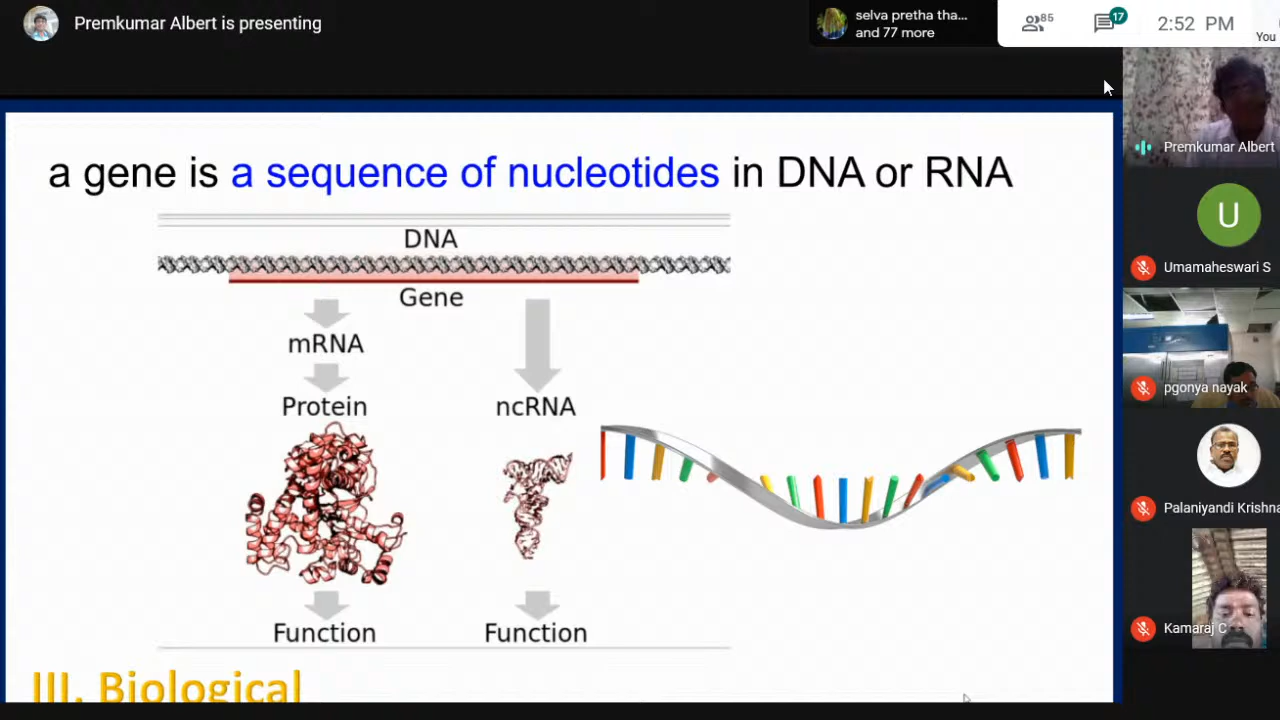 Premkumar Albert is presenting
selva pretha tha...
and 77 more
85
17
2:52 PM
You
Premkumar Albert
a gene is a sequence of nucleotides in DNA or RNA
DNA
Gene
mRNA
Protein
ncRNA
Function
Function
III. Biological
U
Umamaheswari S
pgonya nayak
Palaniyandi Krishna
Kamaraj C